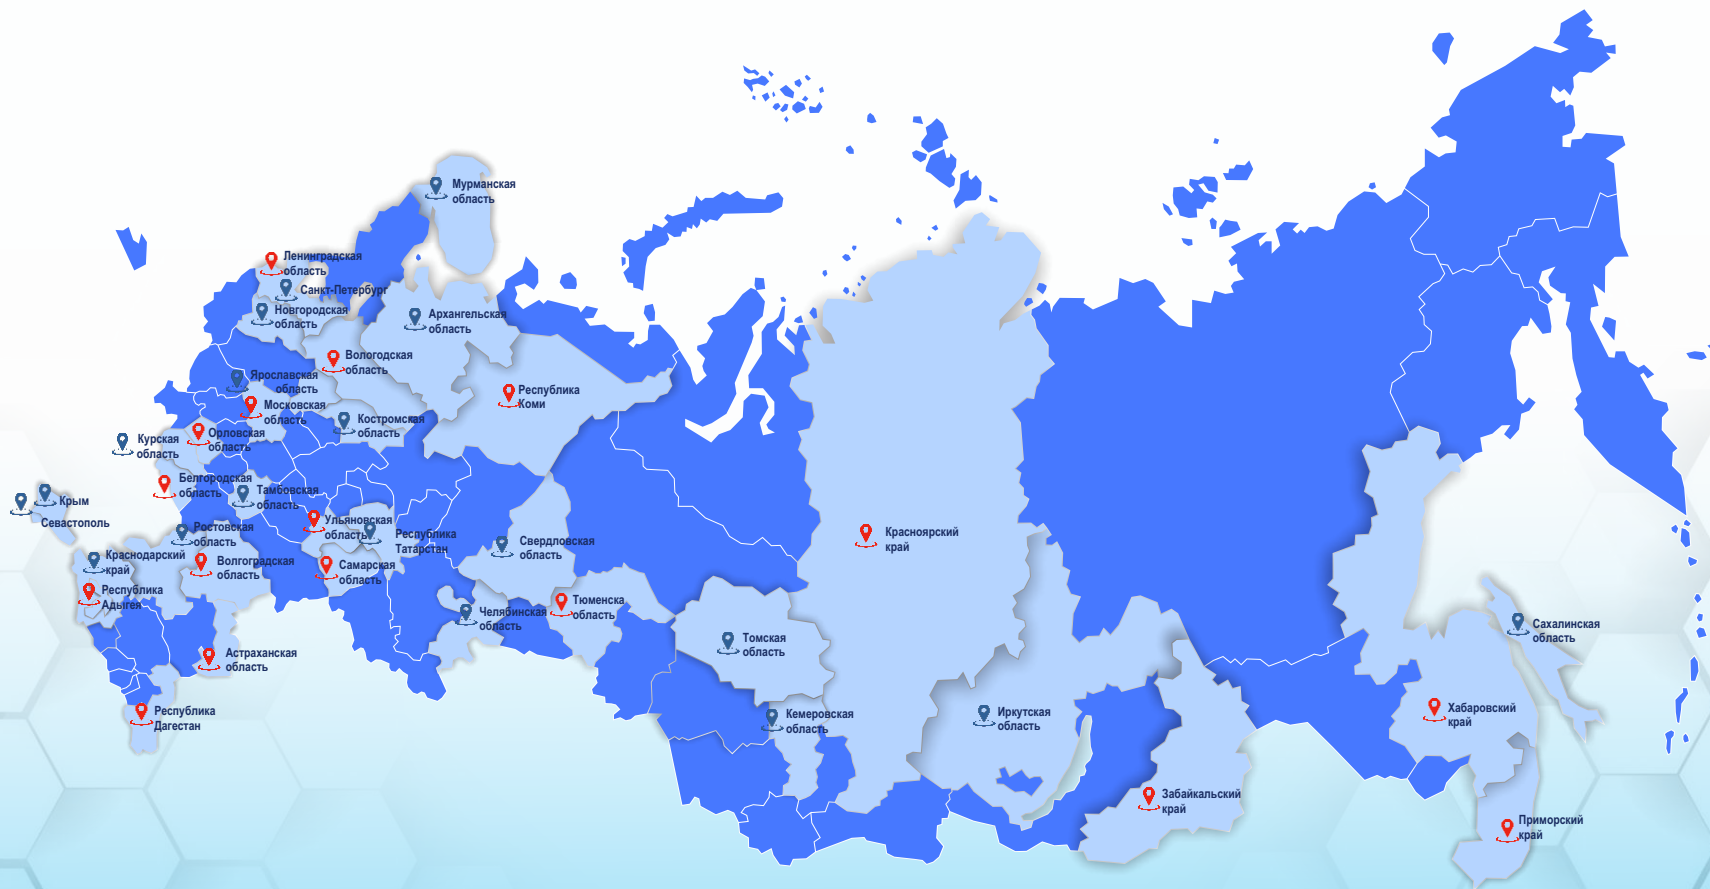 Мурманская
область
Ленинградская
область
Санкт-Петербург
Новгородская
область
Архангельская
область
Вологодская
область
Ярославская
область
Республика
Коми
Московская
область
Костромская
область
Орловская
область
Курская
область
Белгородская
область
Тамбовская
область
Крым
Севастополь
Ульяновская
область
Ростовская
область
Республика
Татарстан
Свердловская
область
Красноярский
край
Краснодарский
край
Волгоградская
область
Самарская
область
Республика
Адыгея
Тюменска
область
Челябинская
область
Сахалинская
область
Томская
область
Астраханская
область
Республика
Дагестан
Кемеровская
область
Иркутская
область
Хабаровский
край
Забайкальский
край
Приморский
край